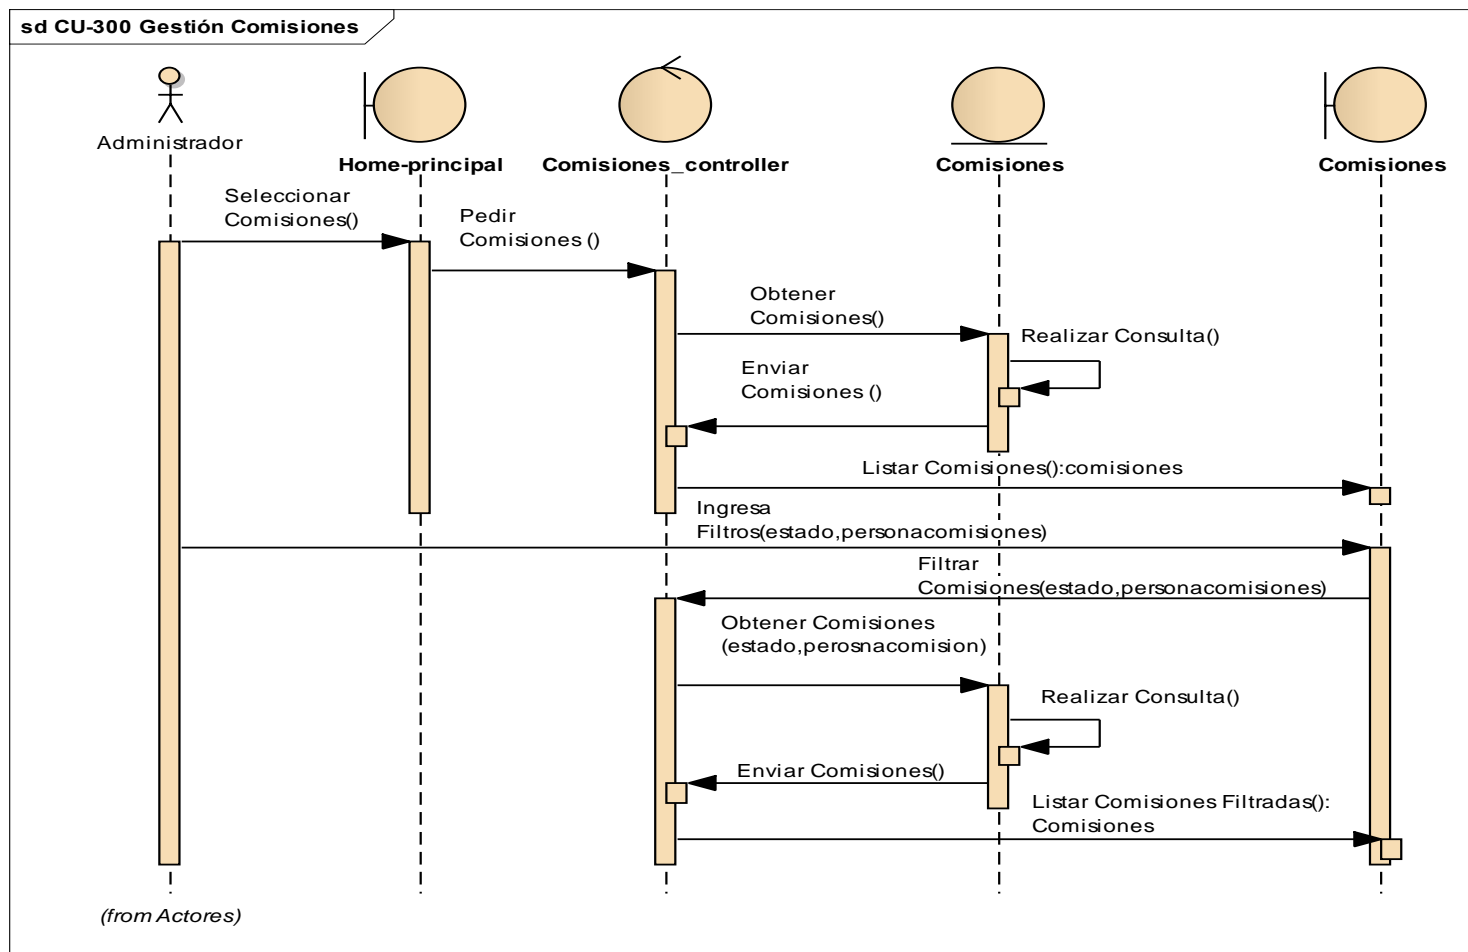 sd CU-300 Gestión Comisiones
Administrador
Home-principal
Comisiones_controller
Comisiones
Comisiones
Seleccionar
Comisiones()
Pedir
Comisiones ()
Obtener
Comisiones()
Realizar Consulta()
Enviar
Comisiones ()
Listar Comisiones():comisiones
Ingresa
Filtros(estado,personacomisiones)
Filtrar
Comisiones(estado,personacomisiones)
Obtener Comisiones
(estado,perosnacomision)
Realizar Consulta()
Enviar Comisiones()
Listar Comisiones Filtradas():
Comisiones
(from Actores)